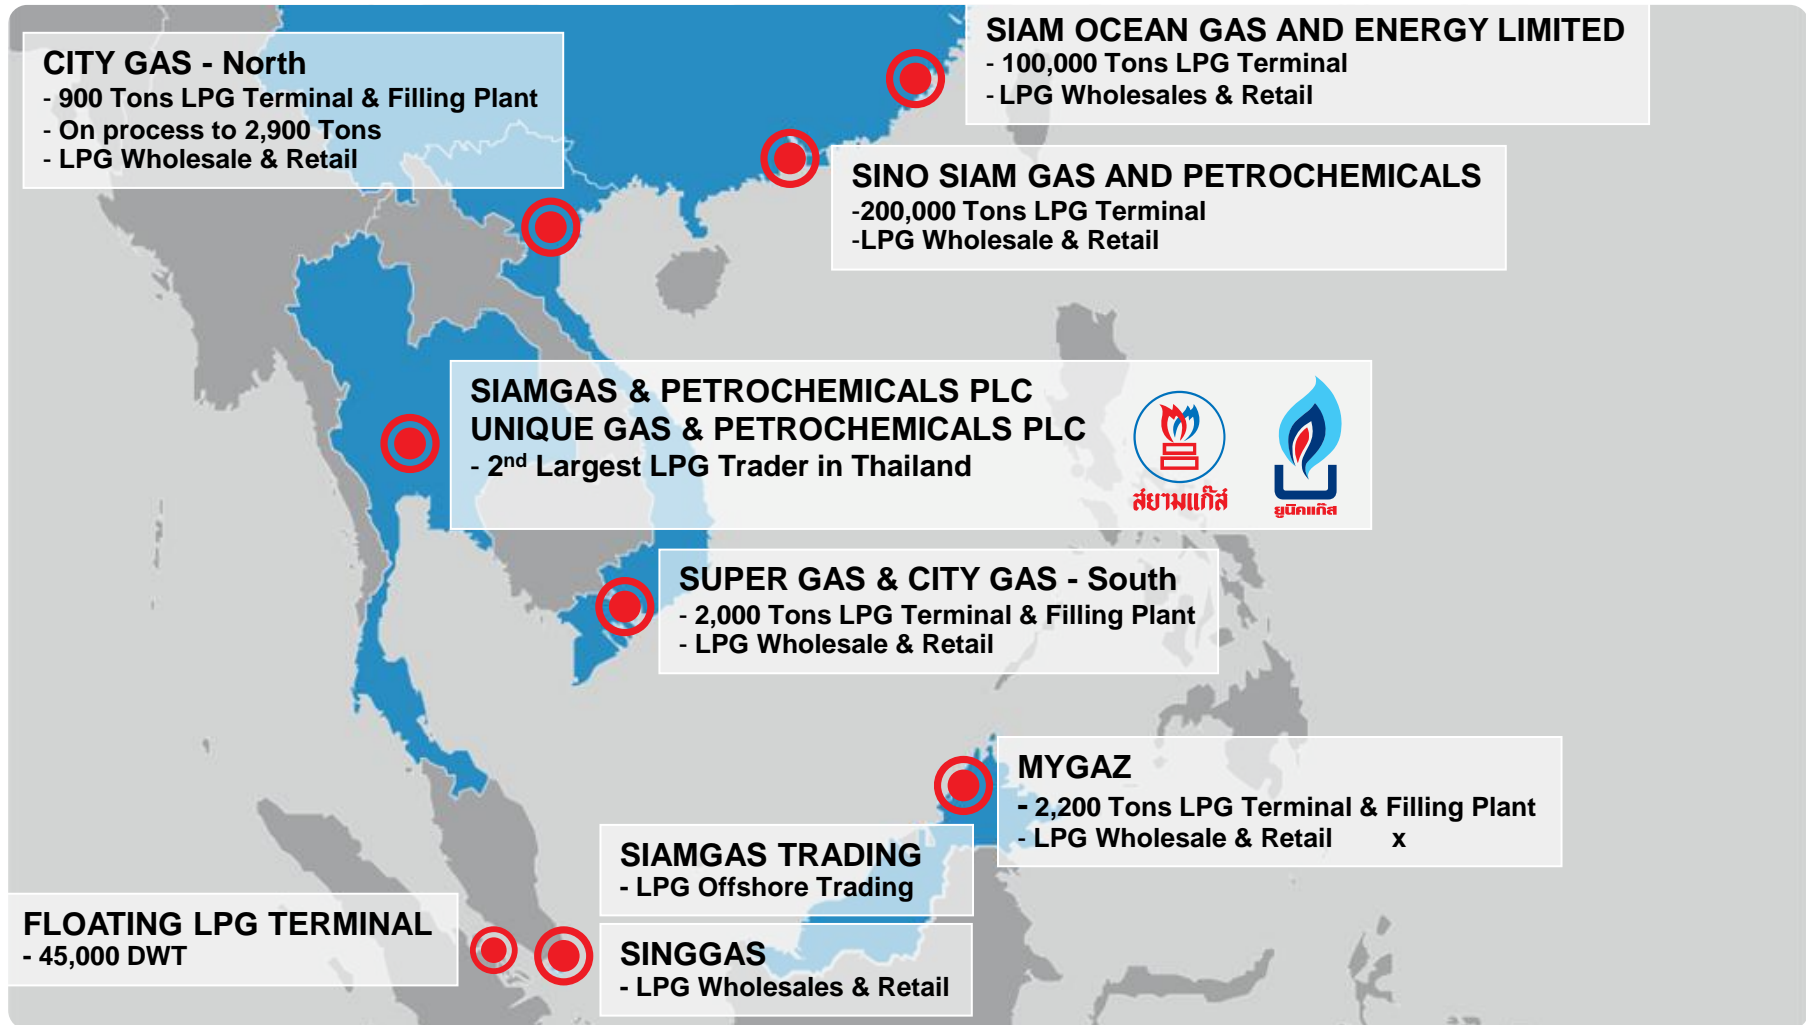 CITY GAS - North
- 900 Tons LPG Terminal & Filling Plant
- On process to 2,900 Tons
- LPG Wholesale & Retail
SIAM OCEAN GAS AND ENERGY LIMITED
- 100,000 Tons LPG Terminal
- LPG Wholesales & Retail
SINO SIAM GAS AND PETROCHEMICALS
-200,000 Tons LPG Terminal
-LPG Wholesale & Retail
SIAMGAS & PETROCHEMICALS PLC
UNIQUE GAS & PETROCHEMICALS PLC
- 2nd Largest LPG Trader in Thailand
สยามแก๊ส
ยูนิคแก๊ส
SUPER GAS & CITY GAS - South
- 2,000 Tons LPG Terminal & Filling Plant
- LPG Wholesale & Retail
MYGAZ
- 2,200 Tons LPG Terminal & Filling Plant
- LPG Wholesale & Retail x
SIAMGAS TRADING
- LPG Offshore Trading
FLOATING LPG TERMINAL
- 45,000 DWT
SINGGAS
- LPG Wholesales & Retail